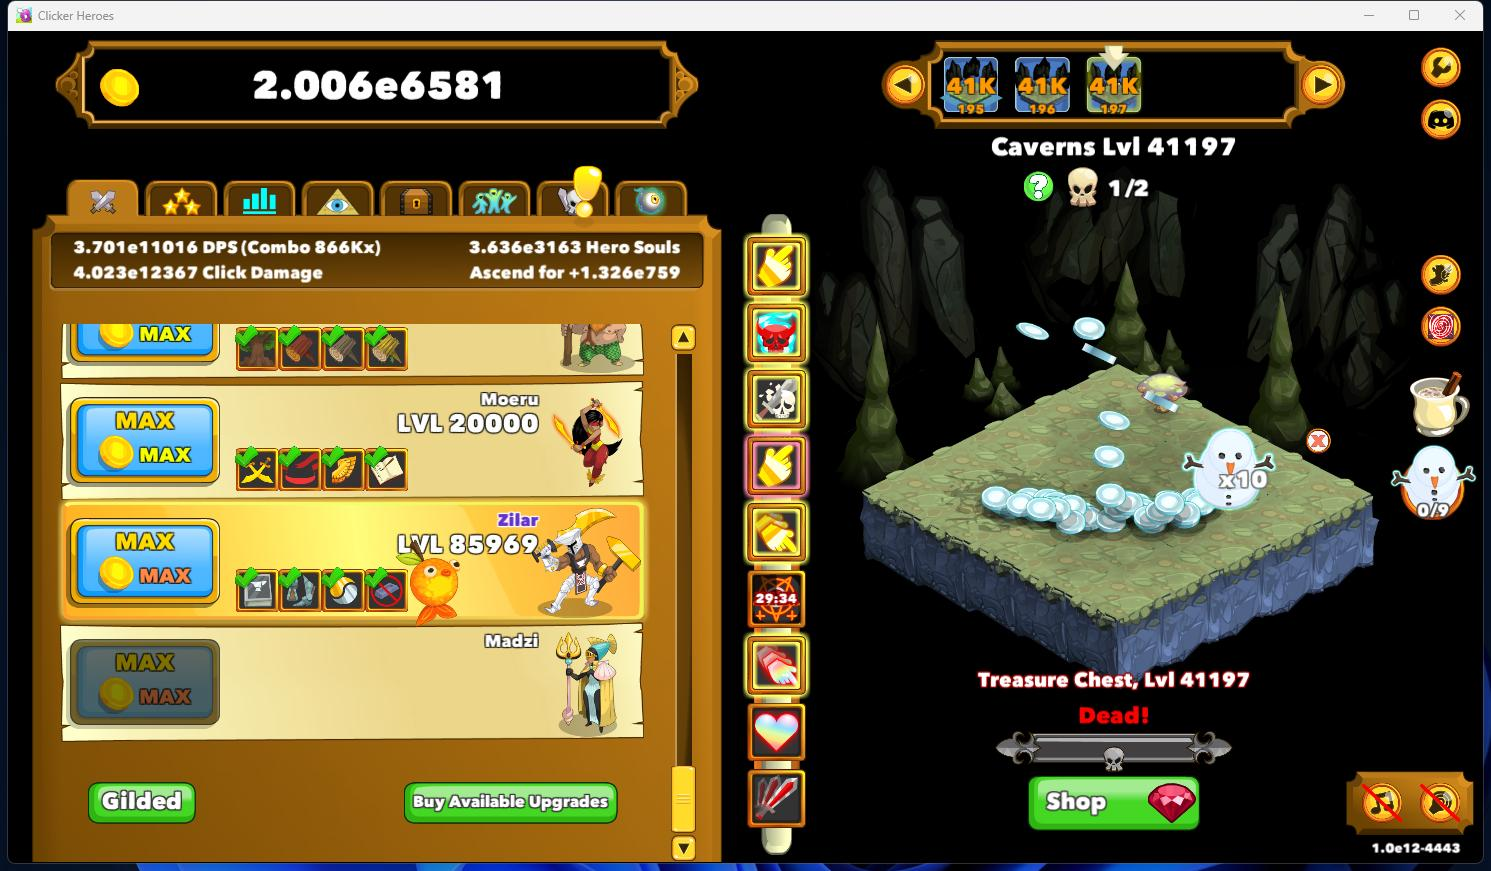 Clicker Heroes
2.006e6581
41K
195
41K
196
41K
197
Caverns Lvl 41197
1/2
3.701e11016 DPS (Combo 866Kx)
3.636e3163 Hero Souls
4.023e12367 Click Damage
Ascend for +1.326e759
MAX
Moeru
LVL 20000
MAX
MAX
Zilar
LVL 85969
MAX
MAX
Madzi
MAX
MAX
Gilded
Buy Available Upgrades
29:34
x10
0/9
Treasure Chest, Lvl 41197
Dead!
Shop
1.0e12-4443